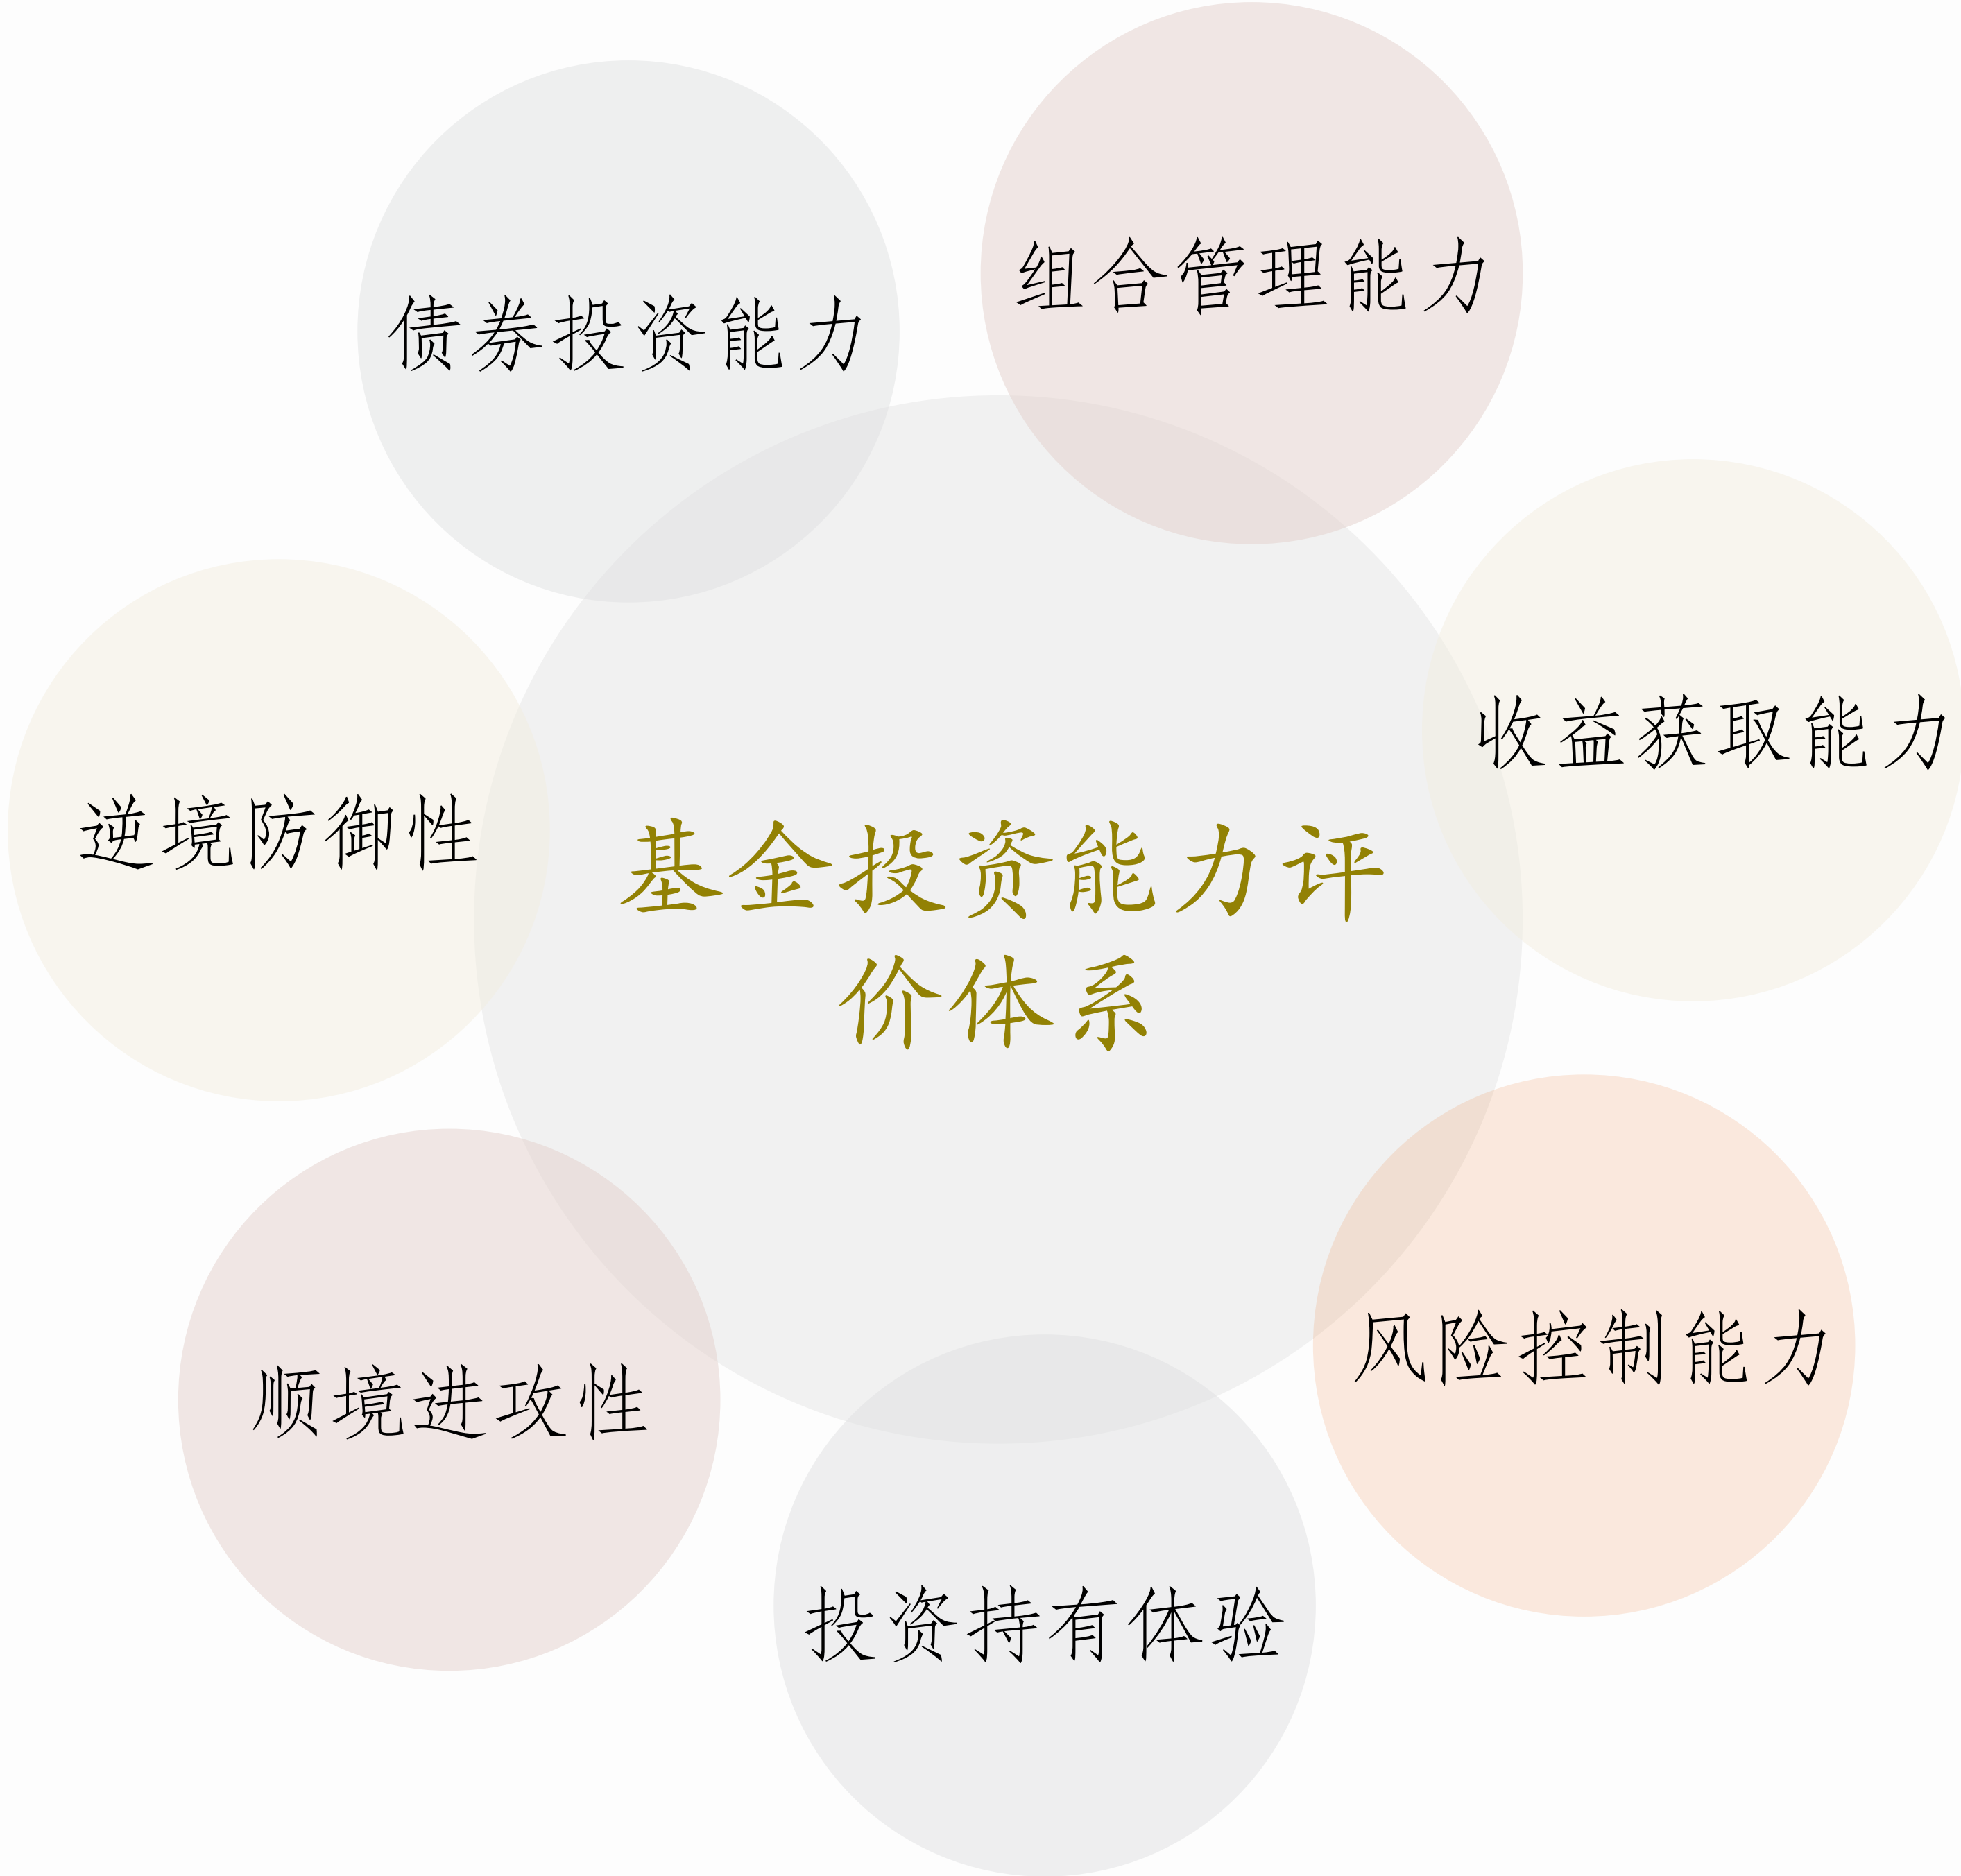 组合管理能力
债券投资能力
收益获取能力
逆境防御性
基金投资能力评
价体系
风险控制能力
顺境进攻性
投资持有体验